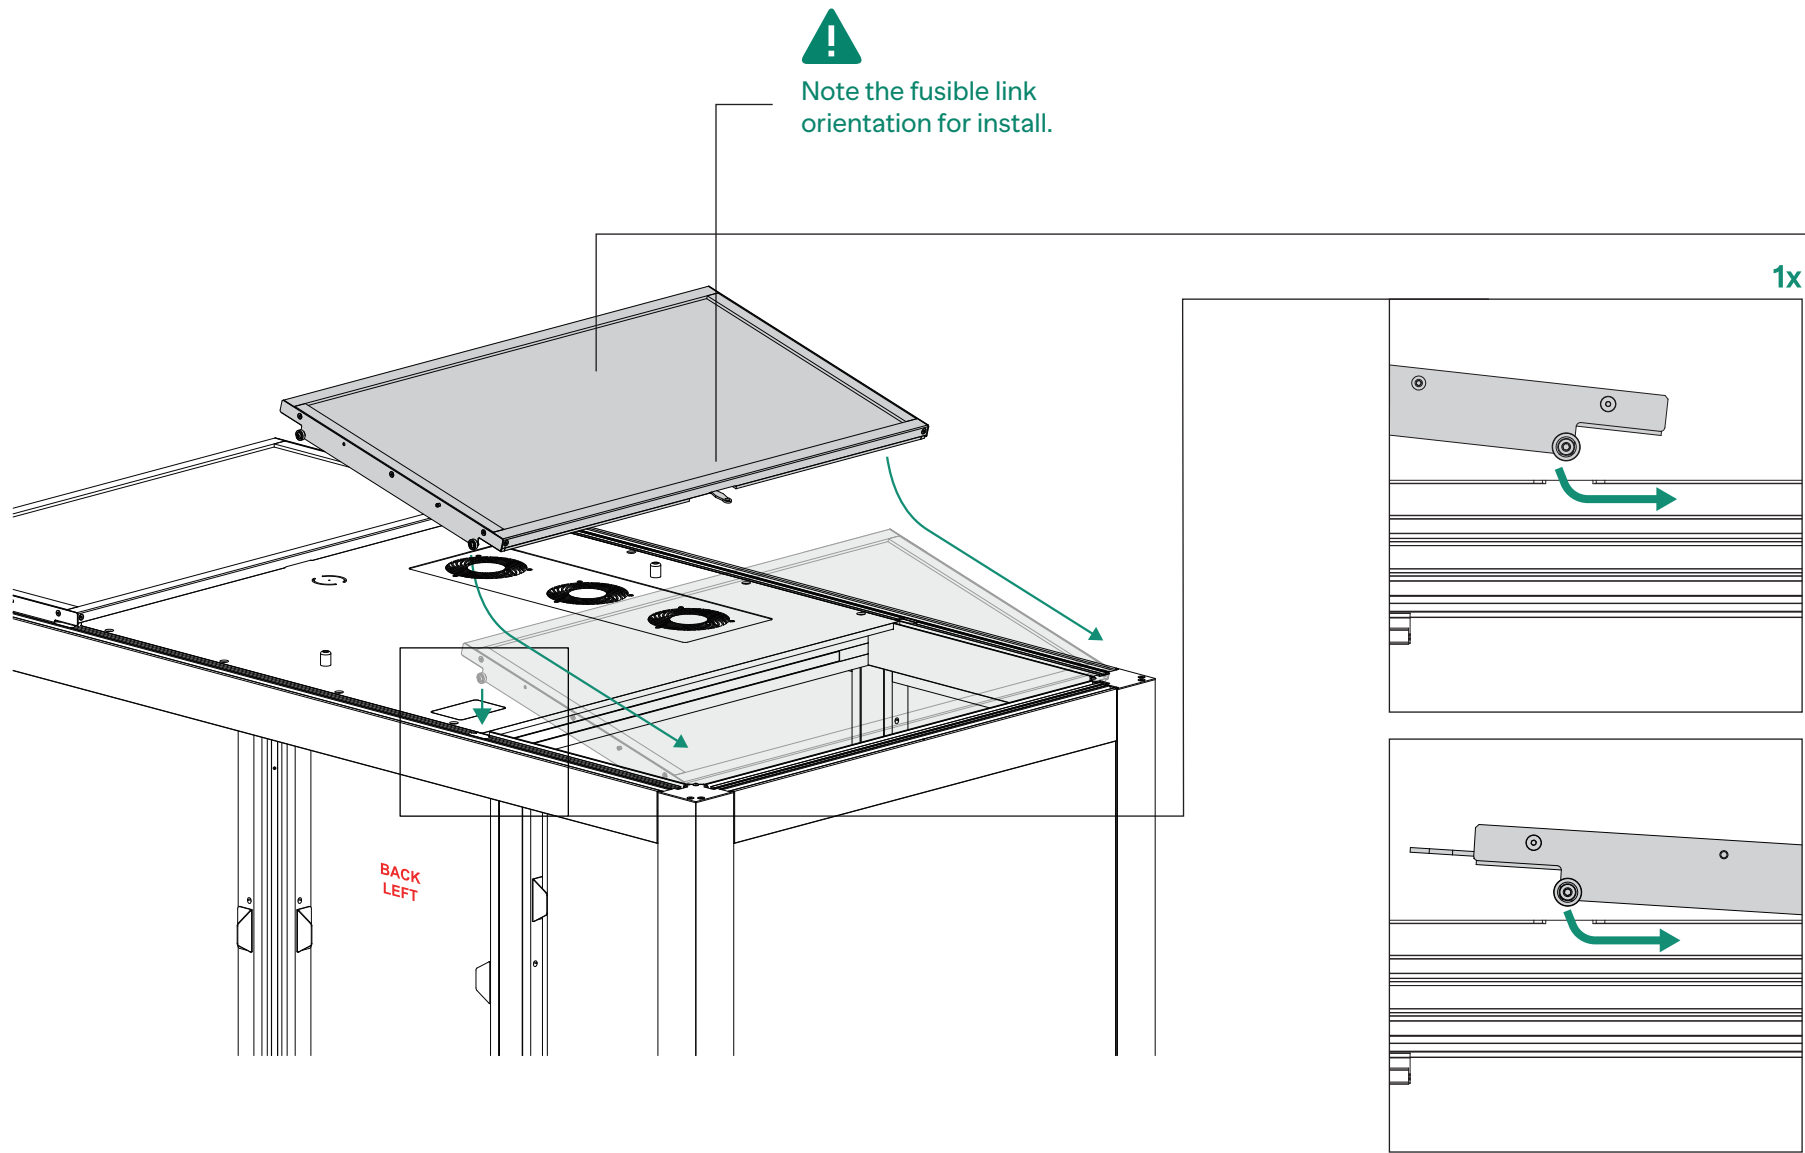 Note the fusible link
orientation for install.
1x
BACK
LEFT